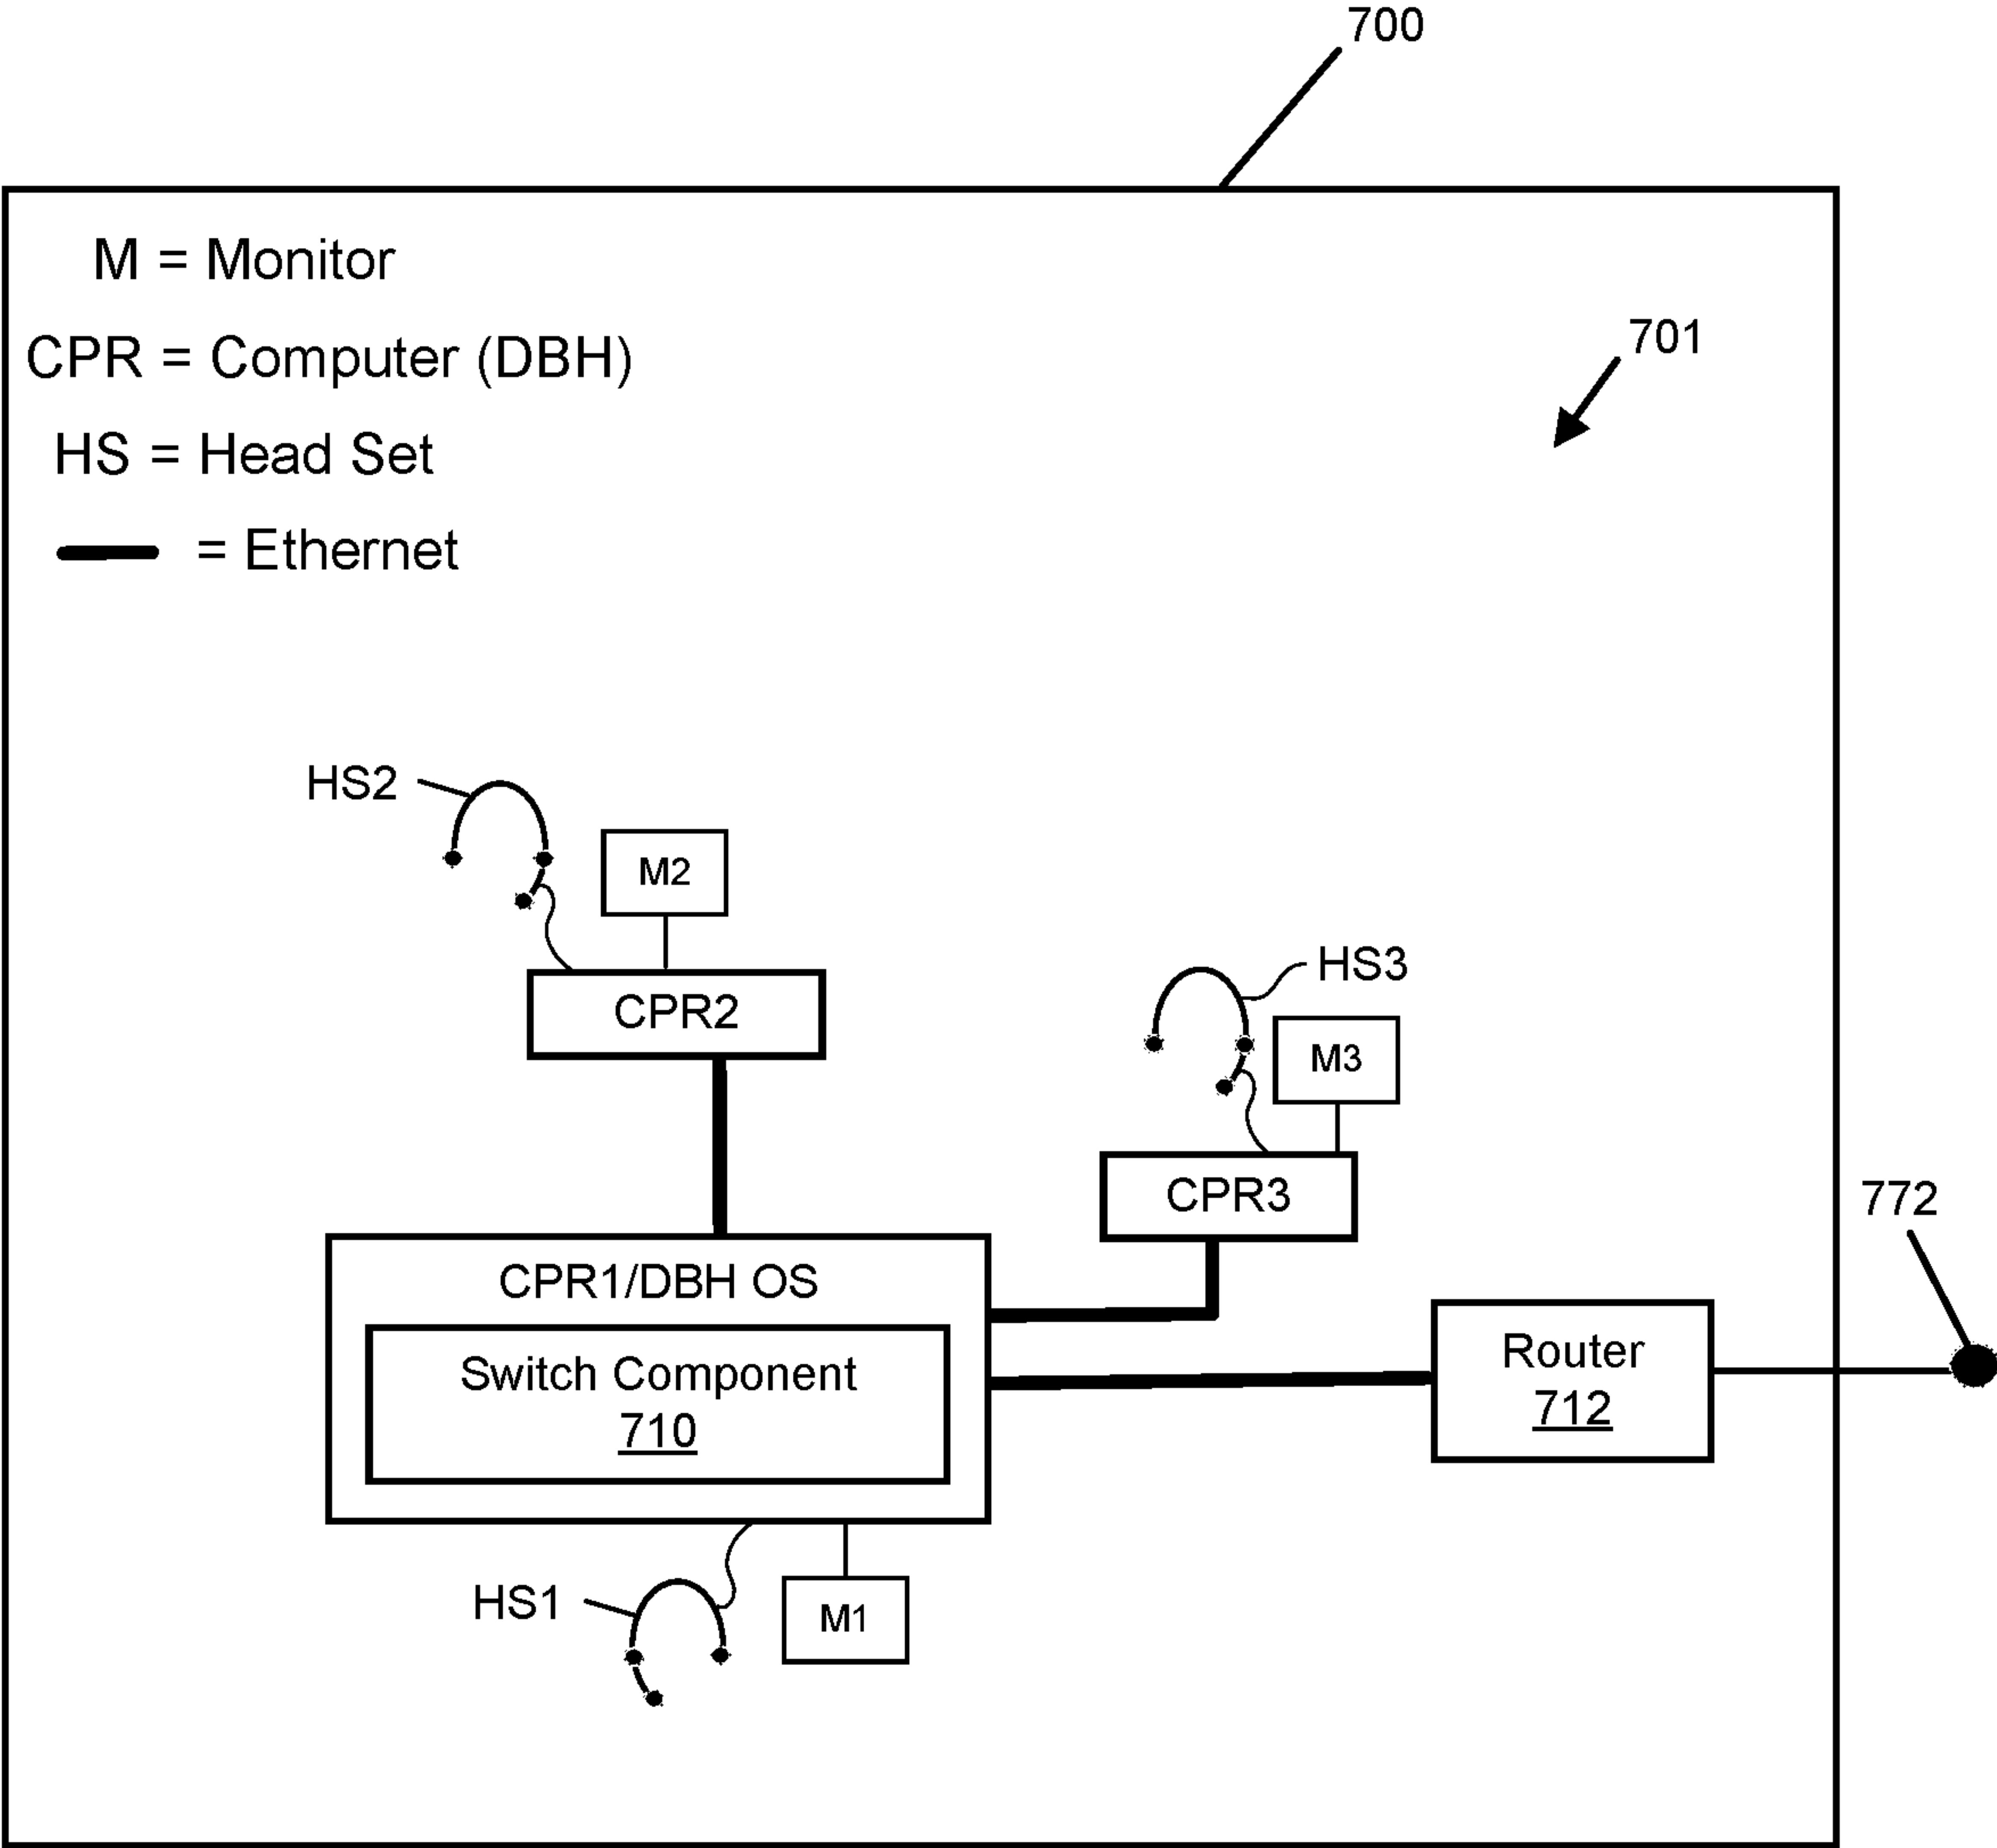 700
M = Monitor
CPR = Computer (DBH)
HS = Head Set
= Ethernet
701
HS2
M2
CPR2
HS3
M3
CPR3
772
CPR1/DBH OS
Switch Component
710
Router
712
HS1
M1